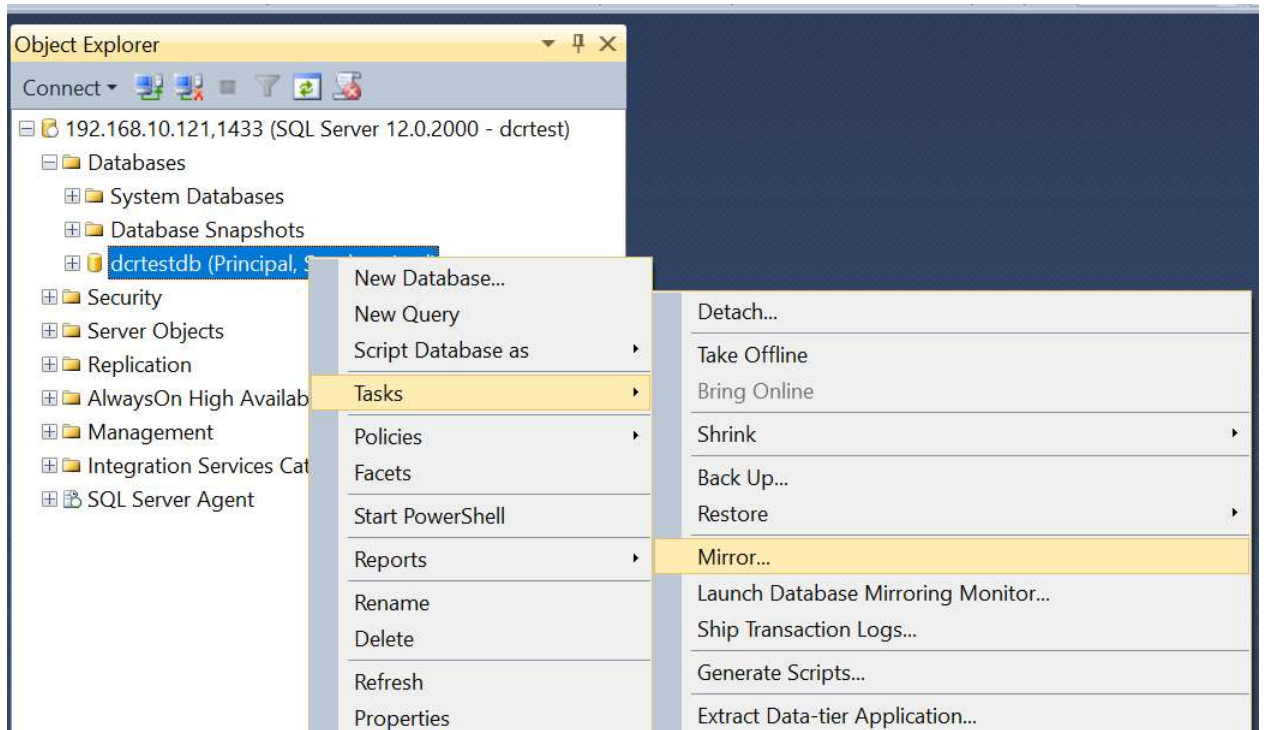 Object Explorer
Connect
192.168.10.121,1433 (SQL Server 12.0.2000 - dcrtest)
Databases
System Databases
Database Snapshots
dcrtestdb (Principal,
Security
Server Objects
Replication
AlwaysOn High Availab
Management
Integration Services Cat
SQL Server Agent
New Database...
New Query
Script Database as
Tasks
Policies
Facets
Start PowerShell
Reports
Rename
Delete
Refresh
Properties
Detach...
Take Offline
Bring Online
Shrink
Back Up...
Restore
Mirror...
Launch Database Mirroring Monitor...
Ship Transaction Logs...
Generate Scripts...
Extract Data-tier Application...